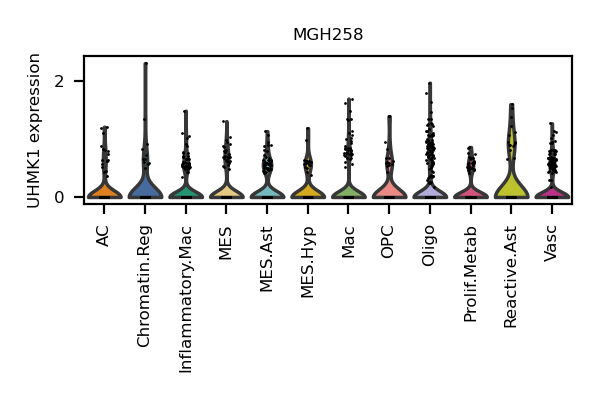 MGH258
UHMK1 expression
2
0
AC
Chromatin.Reg
Inflammatory.Mac
MES
MES.Ast
MES.Hyp
Mac
OPC
Oligo
Prolif.Metab
Reactive.Ast
Vasc